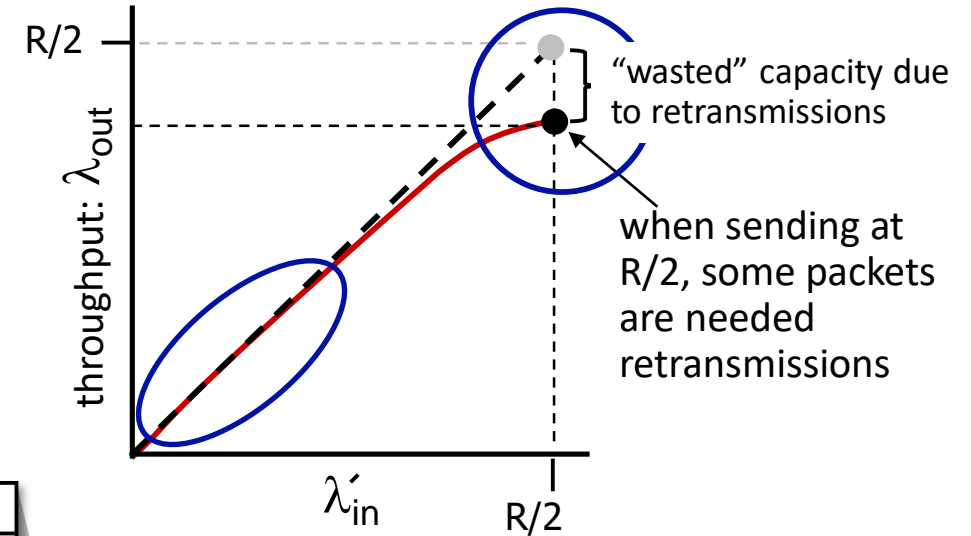 R/2
“wasted” capacity due
to retransmissions
throughput: λout
when sending at
R/2, some packets
are needed
retransmissions
λ′in
R/2